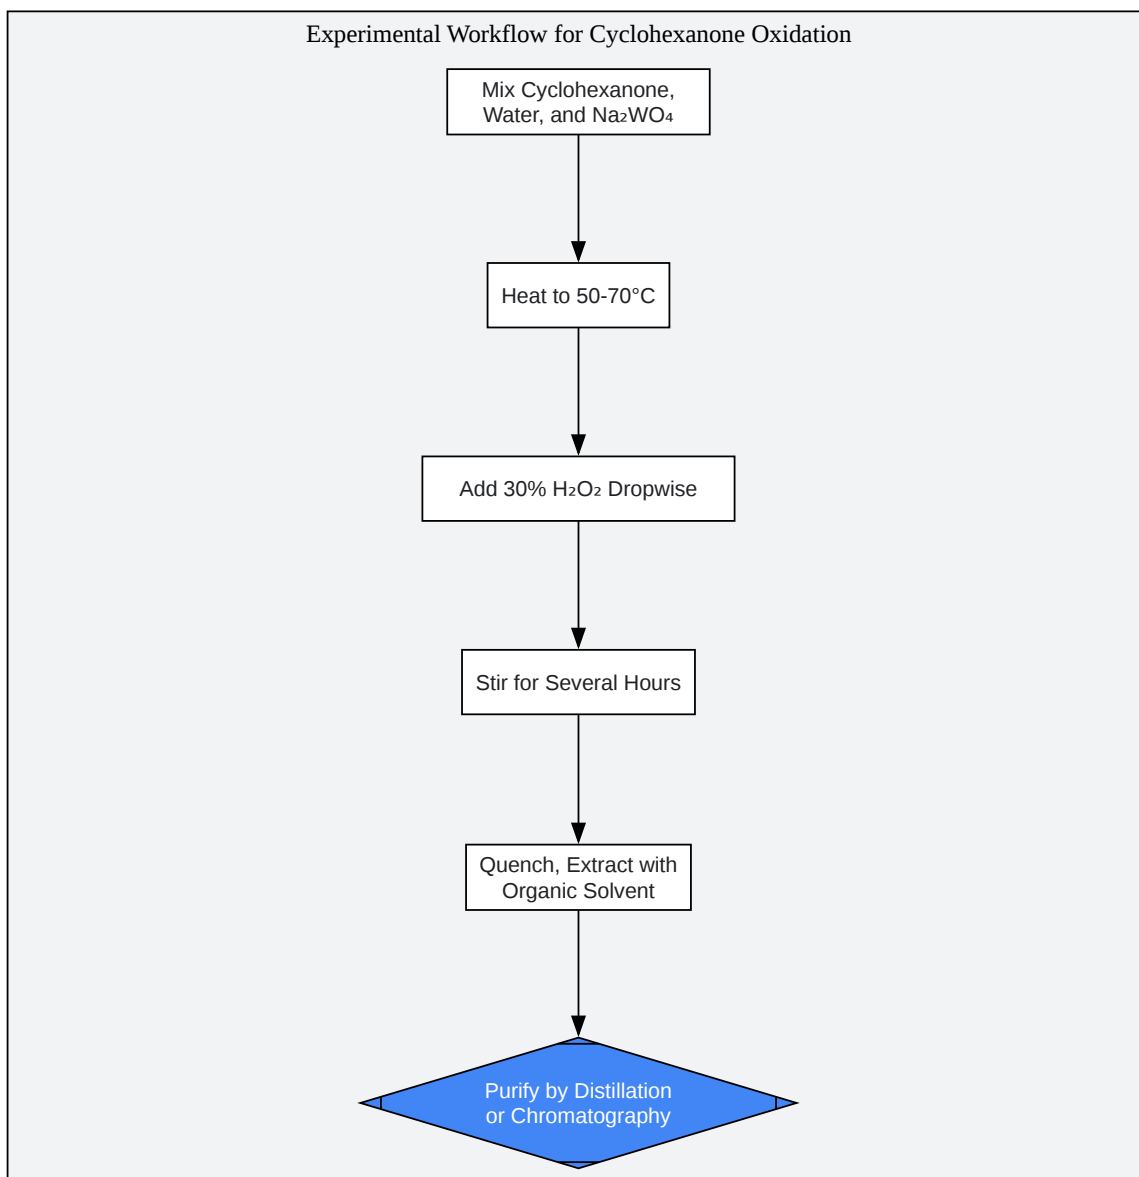 Experimental Workflow for Cyclohexanone Oxidation
Mix Cyclohexanone,
Water, and Na₂WO₄
Heat to 50-70°C
Add 30% H₂O₂ Dropwise
Stir for Several Hours
Quench, Extract with
Organic Solvent
Purify by Distillation
or Chromatography